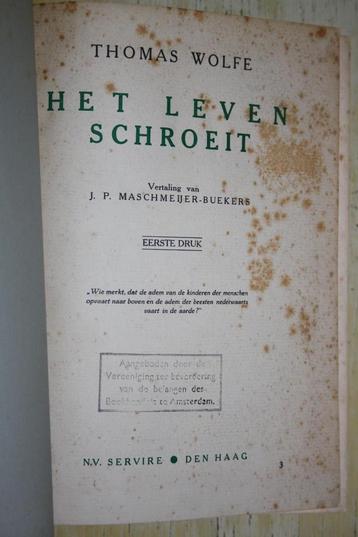 THOMAS WOLFE
HET LEVEN
SCHROEIT
Vertaling van
J. P. MASCHMEIJER-BUEKERS
EERSTE DRUK
„Wie merkt, dat de adem van de kinderen der menschen
opvaart naar boven en de adem der beesten nederwaarts
vaart in de aarde?"
Aangeboden door de
Vereeniging ter bevordering
van de belangen des
Boekhandels te Amsterdam.
N.V. SERVIRE ● DEN HAAG
3